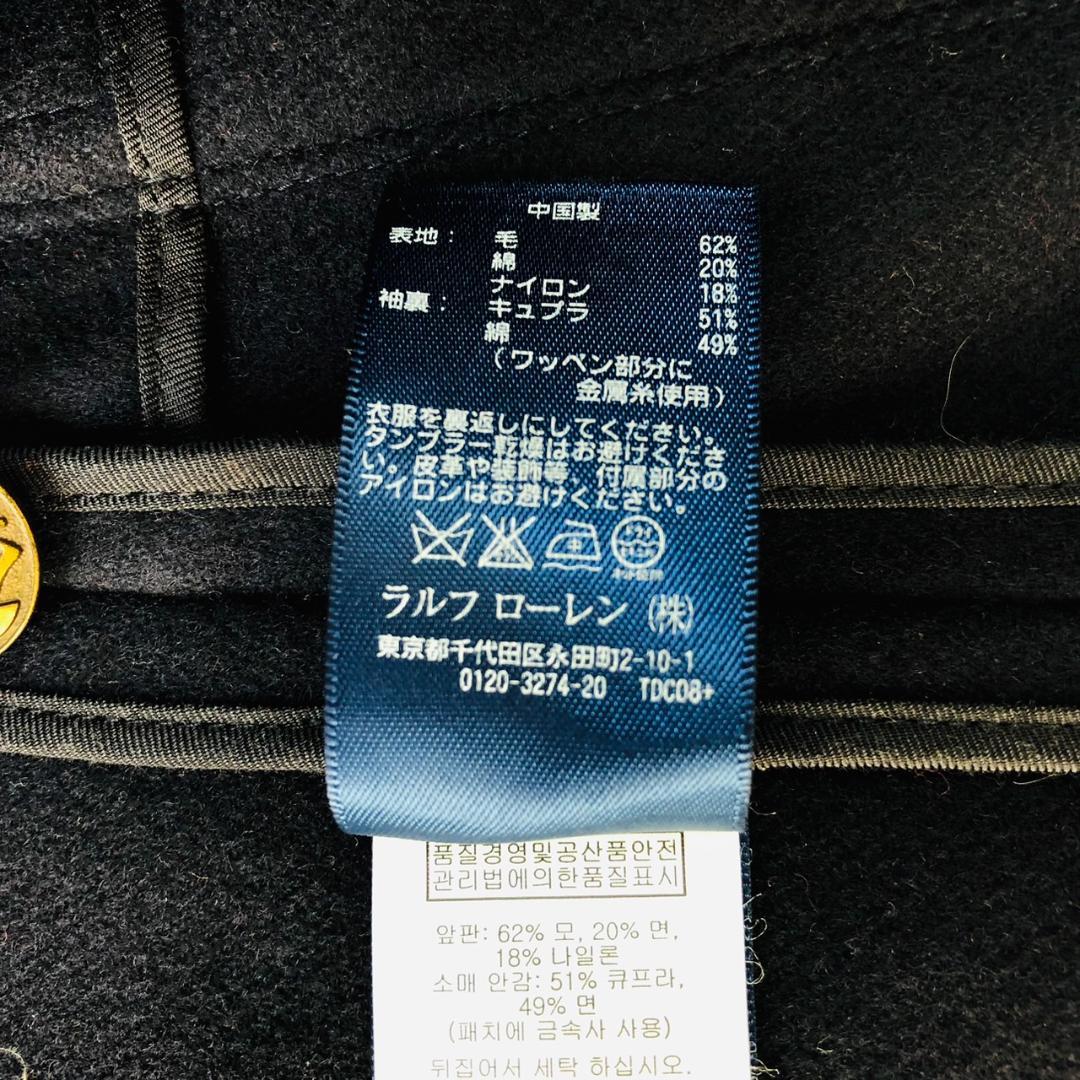 中国製
表地: 毛 62%
綿 20%
ナイロン 18%
袖裏: キュプラ 51%
綿 49%
(ワッペン部分に
金属糸使用)
衣服を裏返しにしてください。
タンブラー乾燥はお避けくださ
い。皮革や装飾等 付属部分の
アイロンはお避けください。
中
ドライ
セキユ系
ラルフ ローレン (株)
東京都千代田区永田町2-10-1
0120-3274-20 TDC08+
품질경영및공산품안전
관리법에의한품질표시
앞판: 62% 모, 20% 면,
18% 나일론
소매 안감: 51% 큐프라,
49% 면
(패치에 금속사 사용)
뒤집어서 세탁 하십시오.